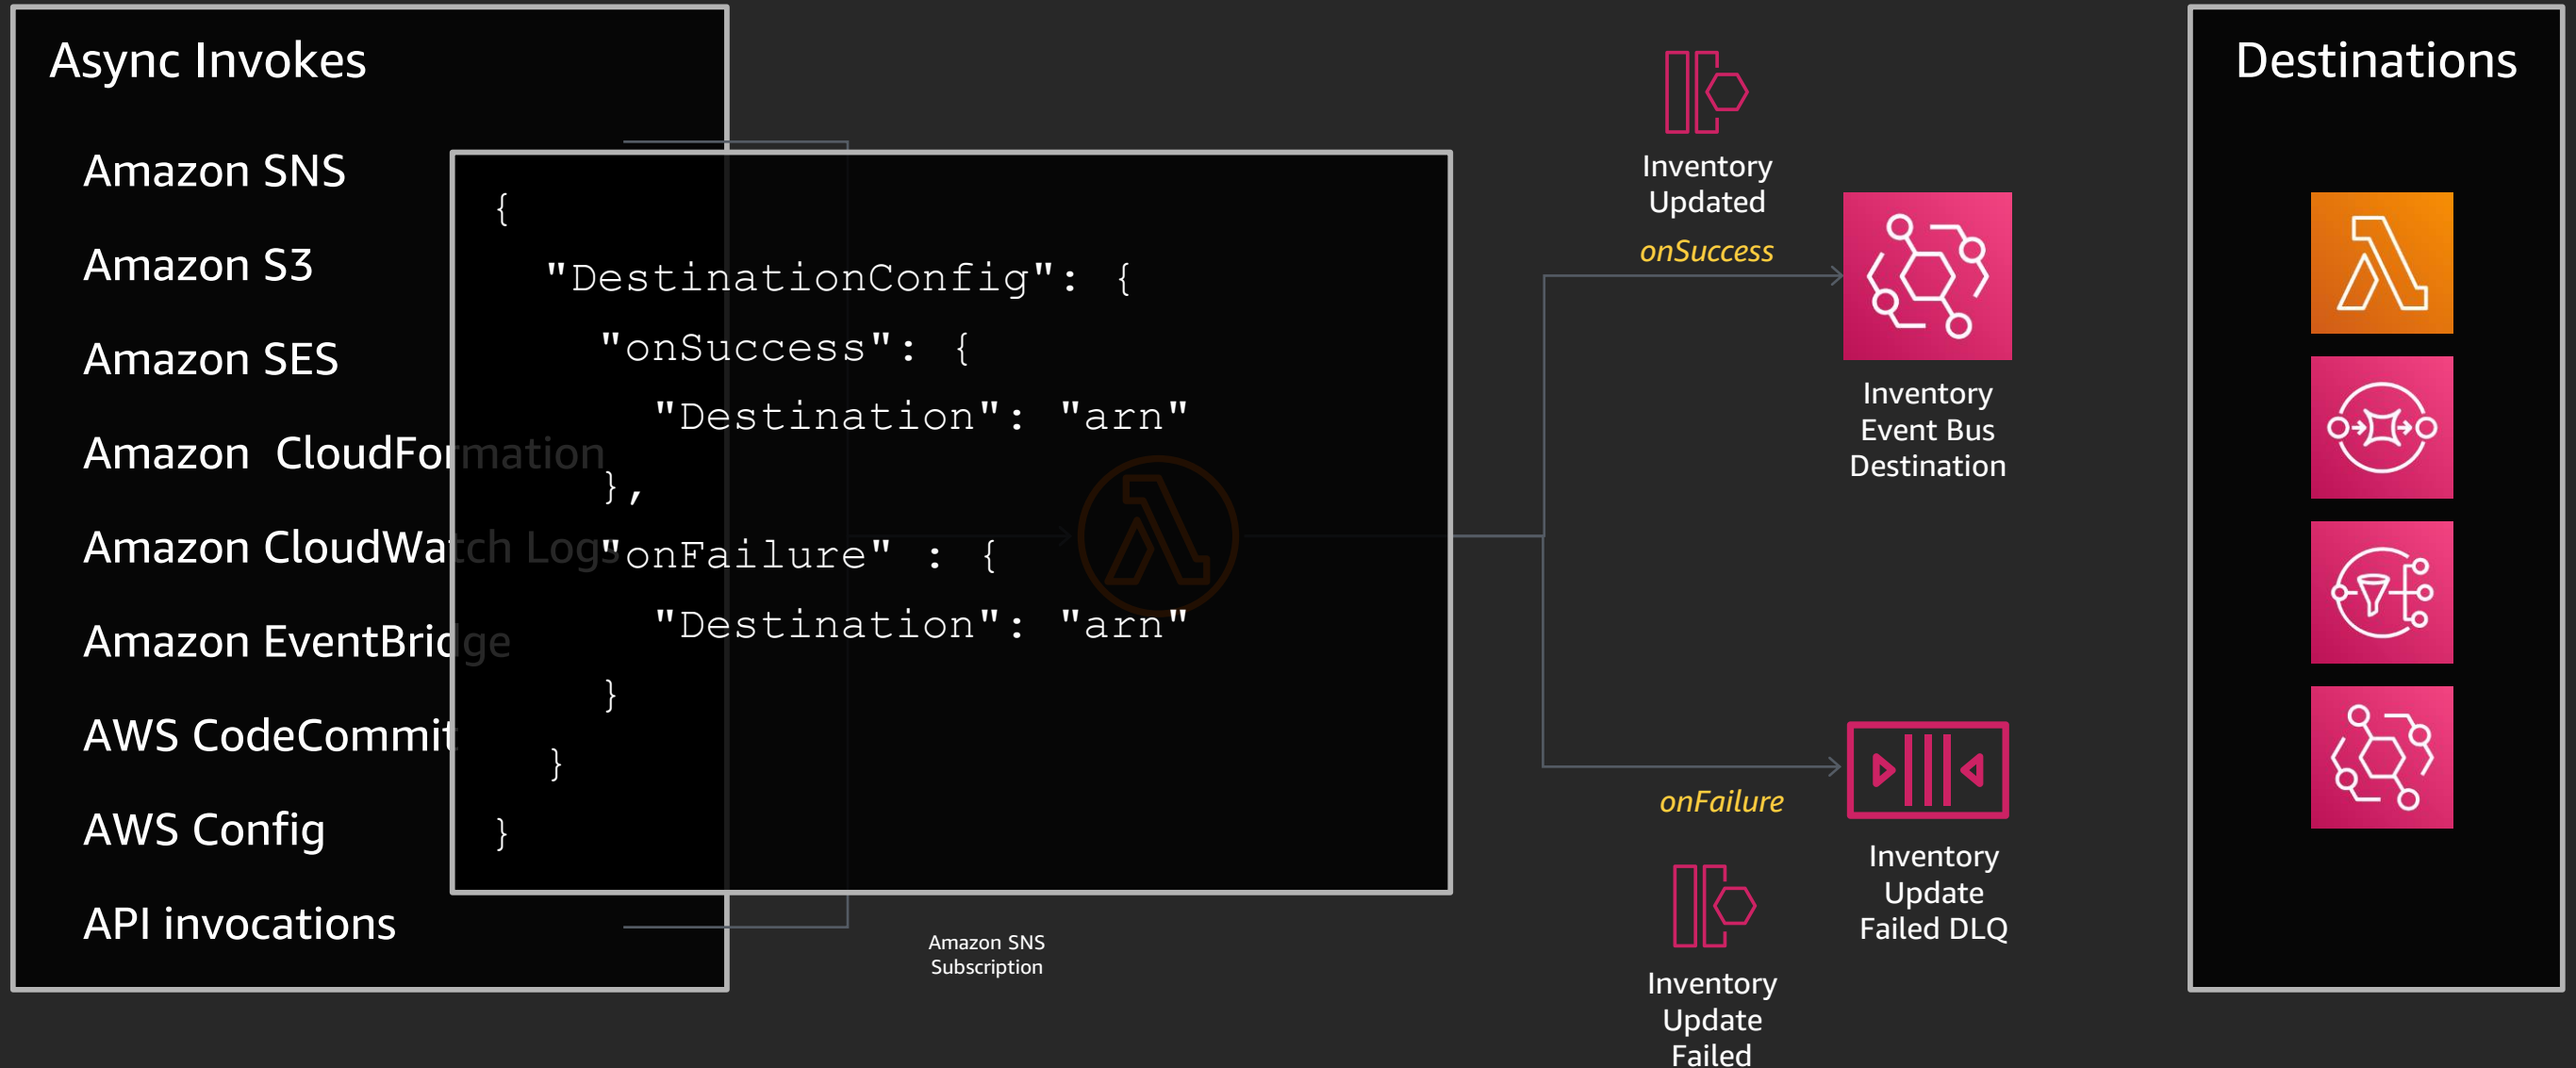 Async Invokes
Amazon SNS
Amazon S3
Amazon SES
Amazon  CloudFormation
Amazon CloudWatch Logs
Amazon EventBridge
AWS CodeCommit
AWS Config
API invocations
{
"DestinationConfig": {
"onSuccess": {
"Destination": "arn"
},
"onFailure" : {
"Destination": "arn"
}
}
}
Amazon SNS
Subscription
Inventory
Updated
onSuccess
Inventory
Event Bus
Destination
onFailure
Inventory
Update
Failed DLQ
Inventory
Update
Failed
Destinations